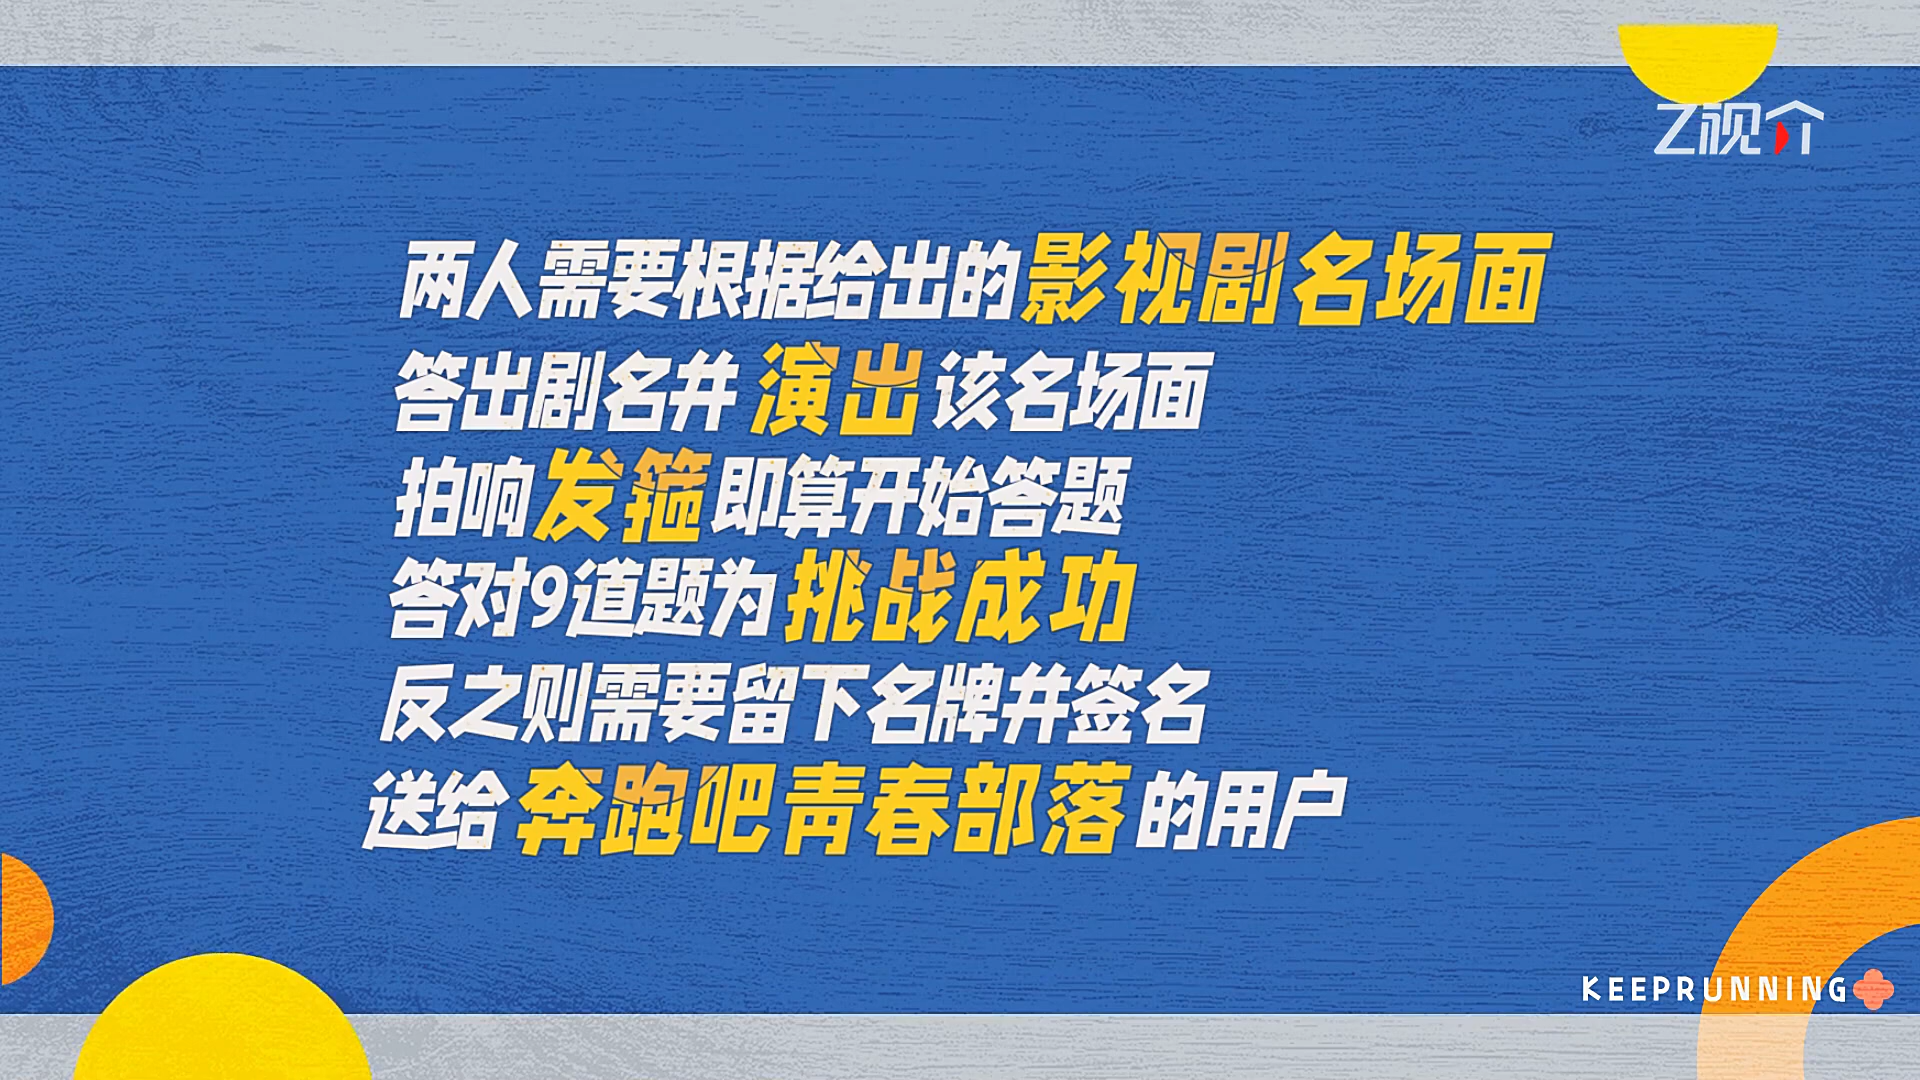 Z视介
两人需要根据给出的影视剧名场面
答出剧名并演出该名场面
拍响发箍即算开始答题
答对9道题为挑战成功
反之则需要留下名牌并签名
送给奔跑吧青春部落的用户
KEEPRUNNING